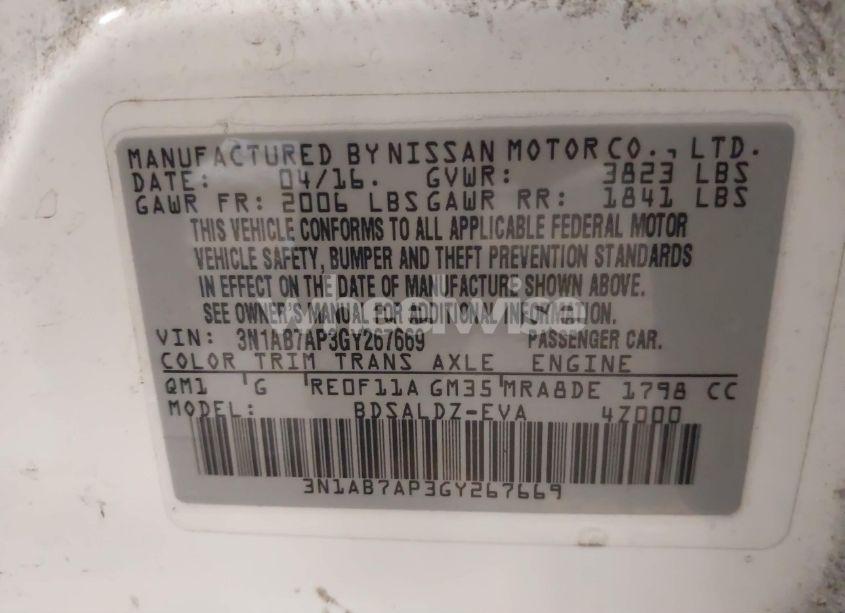 MANUFACTURED BY NISSAN MOTOR CO., LTD.
DATE: 04/16. GVWR: 3823 LBS
GAWR FR: 2006 LBS GAWR RR: 1841 LBS
THIS VEHICLE CONFORMS TO ALL APPLICABLE FEDERAL MOTOR
VEHICLE SAFETY, BUMPER AND THEFT PREVENTION STANDARDS
IN EFFECT ON THE DATE OF MANUFACTURE SHOWN ABOVE.
SEE OWNER'S MANUAL FOR ADDITIONAL INFORMATION.
wheelwise
VIN: 3N1AB7AP3GY267669 PASSENGER CAR.
COLOR TRIM TRANS AXLE ENGINE
QM1 G RE0F11A GM35 MRA8DE 1798 CC
MODEL: BDSALDZ-EVA 4Z000
3N1AB7AP3GY267669